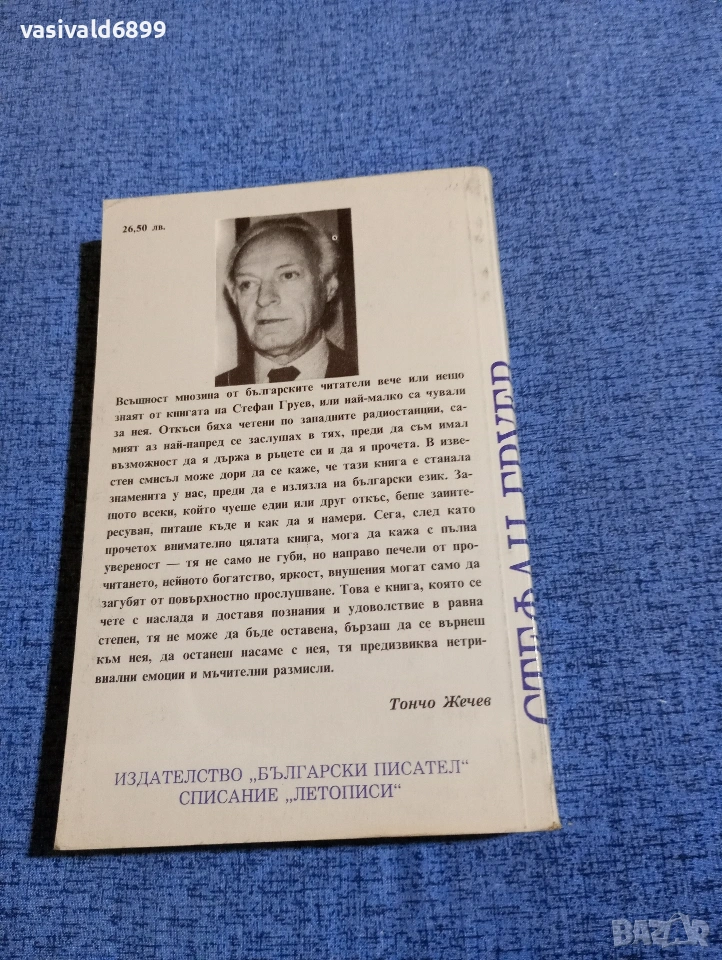 vasivald6899
26,50 лв.
Всъщност мнозина от българските читатели вече или нещо
знаят от книгата на Стефан Груев, или най-малко са чували
за нея. Откъси бяха четени по западните радиостанции, са-
мият аз най-напред се заслушах в тях, преди да съм имал
възможност да я държа в ръцете си и да я прочета. В изве-
стен смисъл може дори да се каже, че тази книга е станала
знаменита у нас, преди да е излязла на български език. За-
щото всеки, който чуеше един или друг откъс, беше заинте-
ресуван, питаше къде и как да я намери. Сега, след като
прочетох внимателно цялата книга, мога да кажа с пълна
увереност — тя не само не губи, но направо печели от про-
читането, нейното богатство, яркост, внушения могат само да
загубят от повърхностно прослушване. Това е книга, която се
чете с наслада и доставя познания и удоволствие в равна
степен, тя не може да бъде оставена, бързаш да се върнеш
към нея, да останеш насаме с нея, тя предизвиква нетри-
виални емоции и мъчителни размисли.
Тончо Жечев
ИЗДАТЕЛСТВО „БЪЛГАРСКИ ПИСАТЕЛ“
СПИСАНИЕ „ЛЕТОПИСИ“
СТЕФАН ГРУЕВ
BAZAR